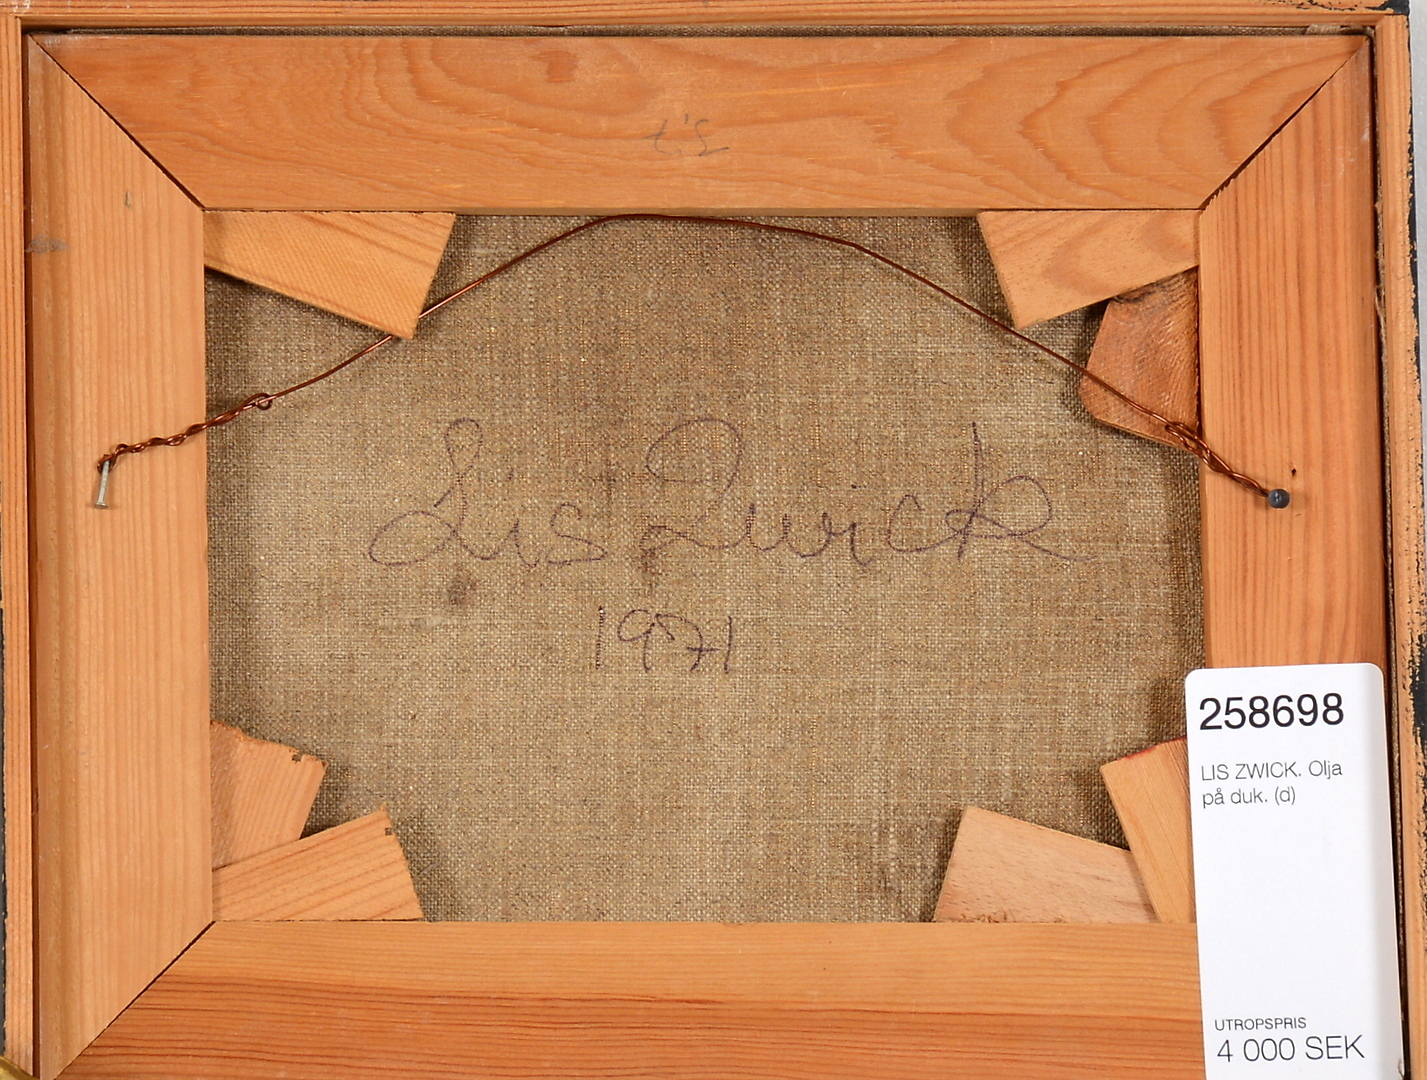 Lis Zwick
1971
258698
LIS ZWICK. Olja
på duk. (d)
UTROPSPRIS
4 000 SEK